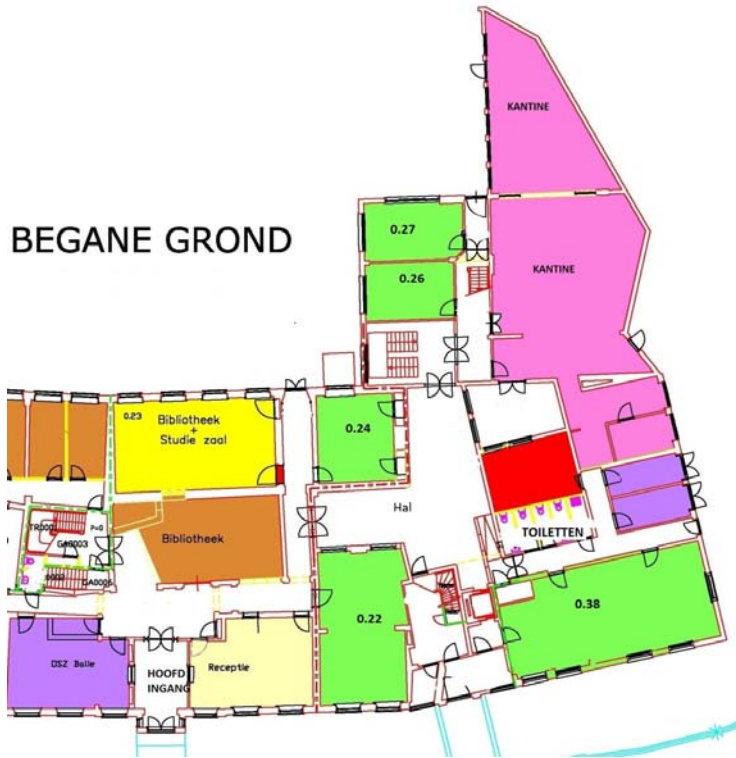 KANTINE
0.27
BEGANE GROND
0.26
KANTINE
0.23
Bibliotheek
+
Studie zaal
0.24
Hal
TOILETTEN
P=0
Bibliotheek
0.22
0.38
DSZ Balie
HOOFD
INGANG
Receptie